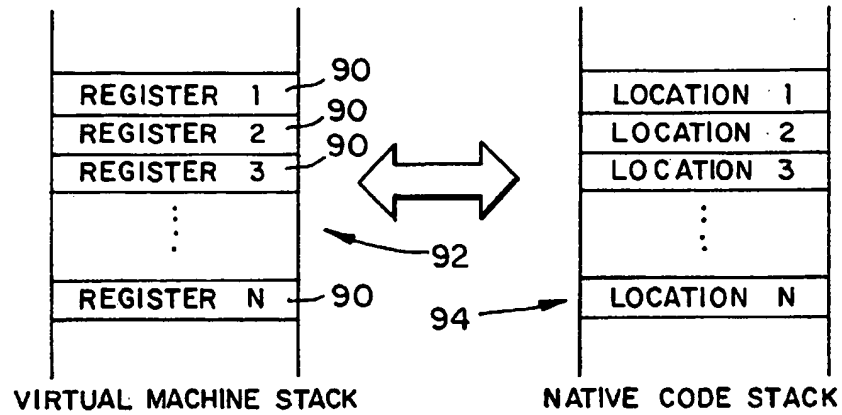 REGISTER 1 90
REGISTER 2 90
REGISTER 3 90
REGISTER N 90
92
VIRTUAL MACHINE STACK
LOCATION 1
LOCATION 2
LOCATION 3
LOCATION N
94
NATIVE CODE STACK